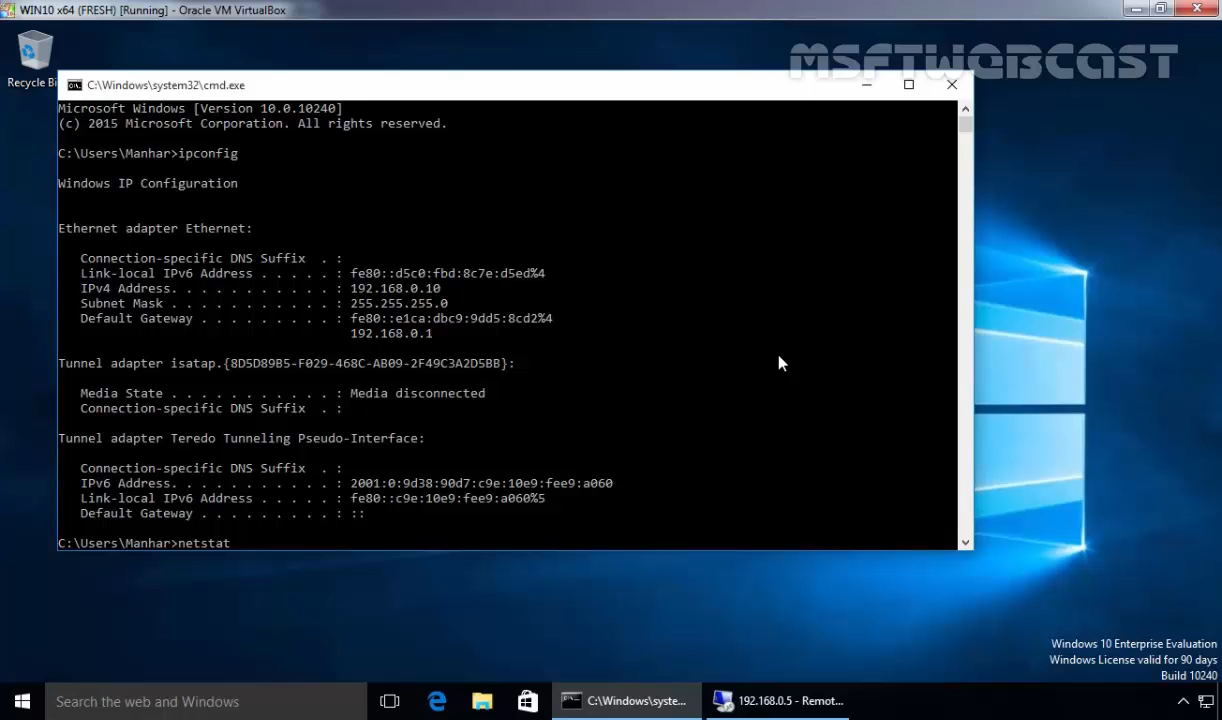 WIN10 x64 (FRESH) [Running] - Oracle VM VirtualBox
MSFTWEBCAST
Recycle Bi
C:\Windows\system32\cmd.exe
Microsoft Windows [Version 10.0.10240]
(c) 2015 Microsoft Corporation. All rights reserved.
C:\Users\Manhar>ipconfig
Windows IP Configuration
Ethernet adapter Ethernet:
Connection-specific DNS Suffix . :
Link-local IPv6 Address . . . . . : fe80::d5c0:fbd:8c7e:d5ed%4
IPv4 Address. . . . . . . . . . . : 192.168.0.10
Subnet Mask . . . . . . . . . . . : 255.255.255.0
Default Gateway . . . . . . . . . : fe80::e1ca:dbc9:9dd5:8cd2%4
192.168.0.1
Tunnel adapter isatap.{8D5D89B5-F029-468C-AB09-2F49C3A2D5BB}:
Media State . . . . . . . . . . . : Media disconnected
Connection-specific DNS Suffix . :
Tunnel adapter Teredo Tunneling Pseudo-Interface:
Connection-specific DNS Suffix . :
IPv6 Address. . . . . . . . . . . : 2001:0:9d38:90d7:c9e:10e9:fee9:a060
Link-local IPv6 Address . . . . . : fe80::c9e:10e9:fee9:a060%5
Default Gateway . . . . . . . . . : ::
C:\Users\Manhar>netstat
Windows 10 Enterprise Evaluation
Windows License valid for 90 days
Build 10240
Search the web and Windows
C:\Windows\syste...
192.168.0.5 - Remot...